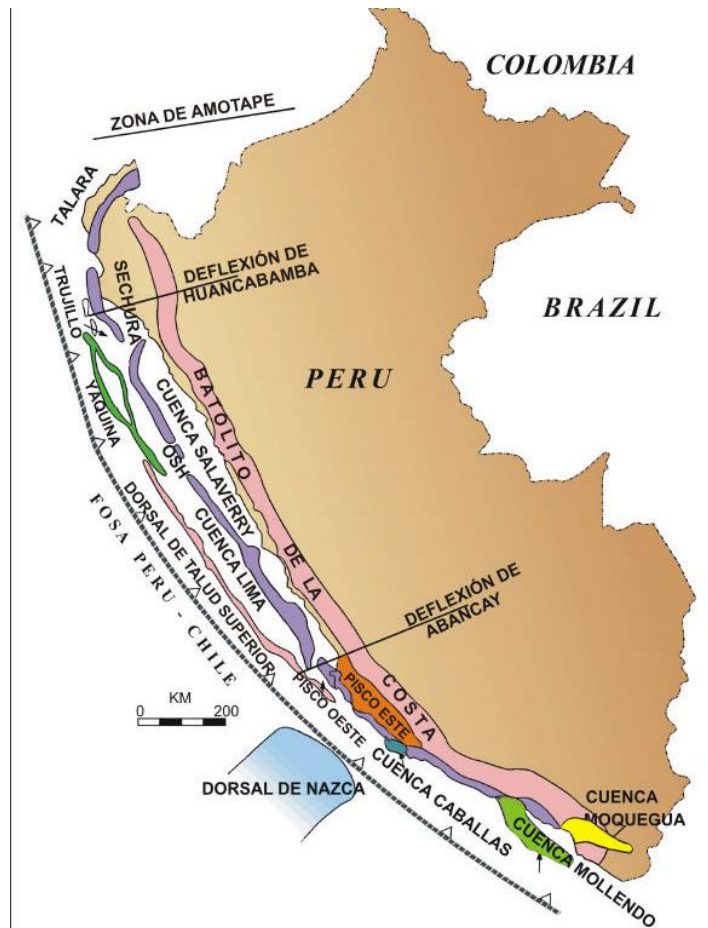 COLOMBIA
ZONA DE AMOTAPE
TALARA
SECHURA
DEFLEXIÓN DE
HUANCABAMBA
TRUJILLO
BRAZIL
PERU
YAQUINA
BATOLITO
DE LA
COSTA
CUENCA SALAVERRY
OSH
CUENCA LIMA
DORSAL DE TALUD SUPERIOR
FOSA PERU - CHILE
DEFLEXIÓN DE
ABANCAY
KM
0 200
PISCO OESTE
PISCO ESTE
DORSAL DE NAZCA
CUENCA CABALLAS
CUENCA
MOQUEGUA
CUENCA MOLLENDO